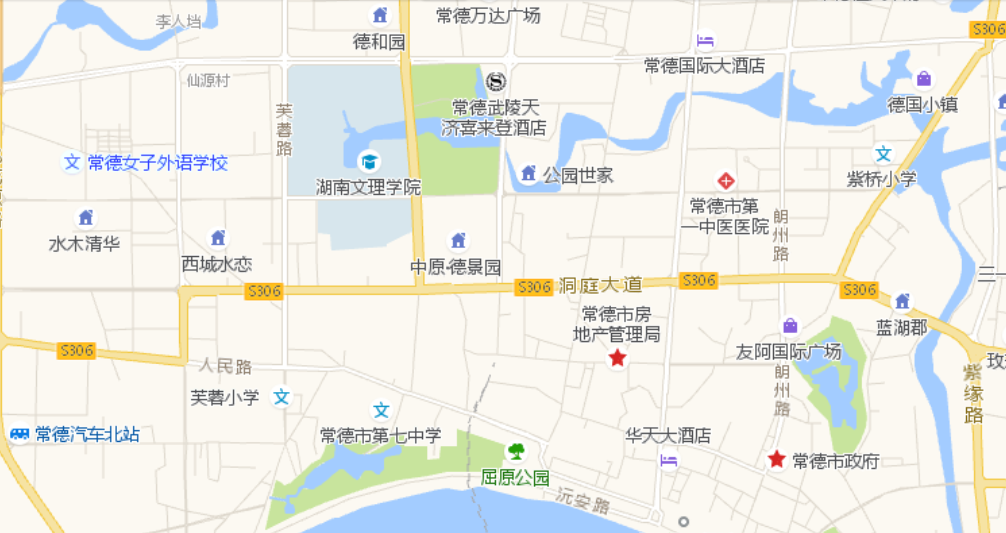 李人垱
常德万达广场
S306
德和园
常德国际大酒店
仙源村
德国小镇
芙蓉路
常德武陵天
济喜来登酒店
常德女子外语学校
湖南文理学院
公园世家
紫桥小学
常德市第
一中医医院
朗州路
水木清华
西城水恋
中原·德景园
三一
S306
S306
洞庭大道
S306
S306
常德市房
地产管理局
蓝湖郡
友阿国际广场
S306
玫
人民路
朗州路
紫缘路
芙蓉小学
常德汽车北站
常德市第七中学
华天大酒店
常德市政府
屈原公园
沅安路